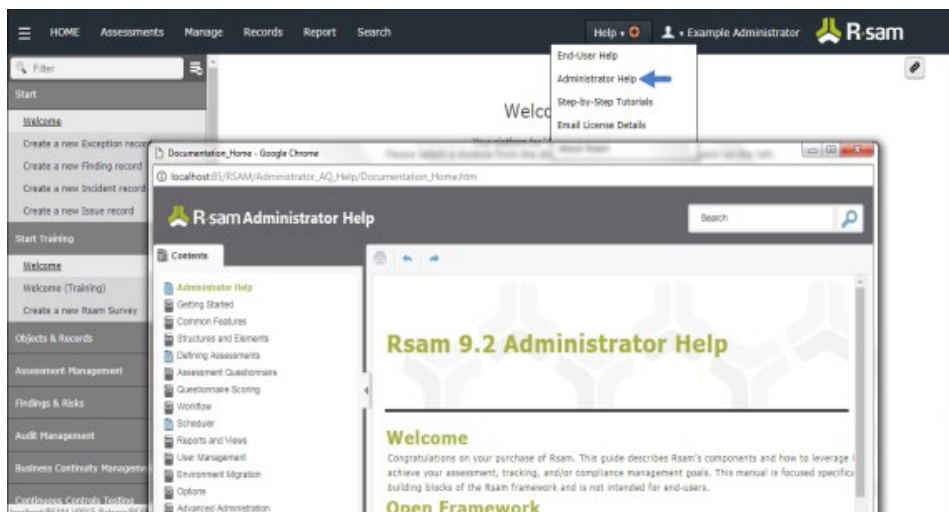 HOME Assessments Manage Records Report Search Help Example Administrator Rsam
Filter
Start
Welcome
Create a new Exception record
Create a new Finding record
Create a new Incident record
Create a new Issue record
Start Training
Welcome
Welcome (Training)
Create a new Rsam Survey
Objects & Records
Assessment Management
Findings & Risks
Audit Management
Business Continuity Manageme
Continuous Controls Testing
End-User Help
Administrator Help
Step-by-Step Tutorials
Email License Details
Welco
Documentation_Home - Google Chrome
localhost:85/RSAM/Administrator_AQ_Help/Documentation_Home.htm
Rsam Administrator Help
Search
Contents
Administrator Help
Getting Started
Common Features
Structures and Elements
Defining Assessments
Assessment Questionnaire
Questionnaire Scoring
Workflow
Scheduler
Reports and Views
User Management
Environment Migration
Options
Advanced Administration
Rsam 9.2 Administrator Help
Welcome
Congratulations on your purchase of Rsam. This guide describes Rsam's components and how to leverage
achieve your assessment, tracking, and/or compliance management goals. This manual is focused specifica
building blocks of the Rsam framework and is not intended for end-users.
Open Framework